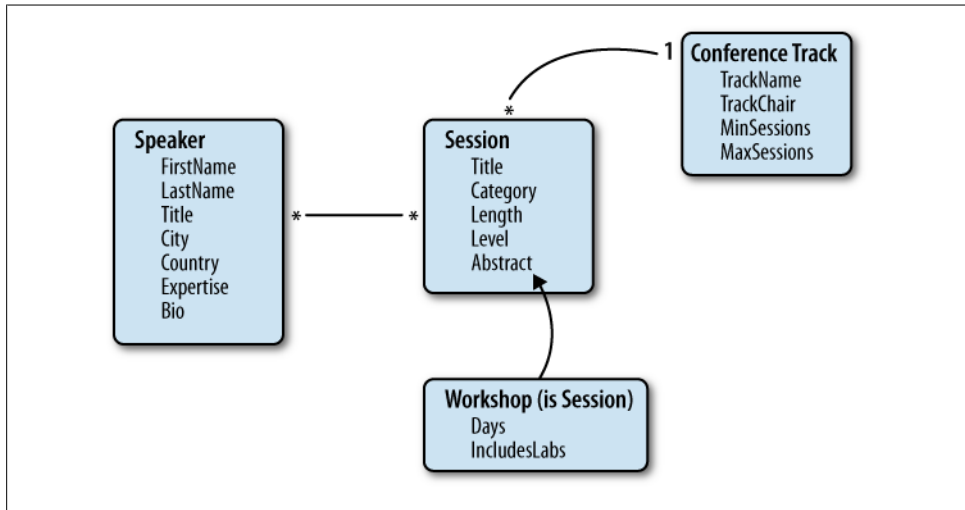 Speaker
FirstName
LastName
Title
City
Country
Expertise
Bio
*
*
Session
Title
Category
Length
Level
Abstract
*
1
Conference Track
TrackName
TrackChair
MinSessions
MaxSessions
Workshop (is Session)
Days
IncludesLabs